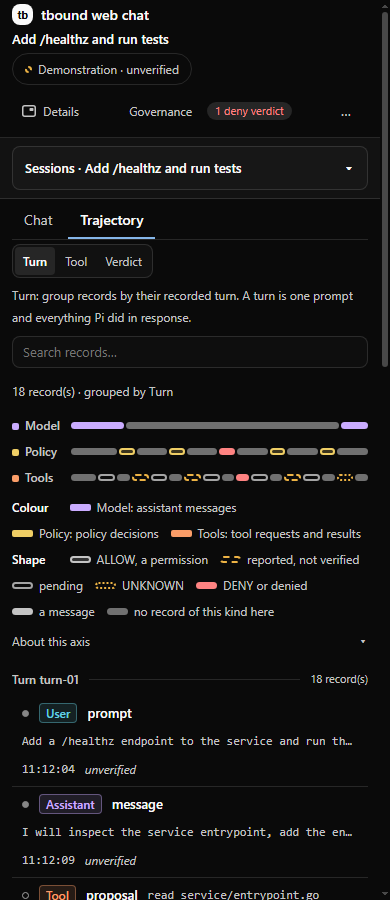 tb tbound web chat
Add /healthz and run tests
Demonstration · unverified
Details Governance 1 deny verdict ...
Sessions · Add /healthz and run tests
Chat Trajectory
Turn Tool Verdict
Turn: group records by their recorded turn. A turn is one prompt
and everything Pi did in response.
Search records...
18 record(s) · grouped by Turn
Model
Policy
Tools
Colour Model: assistant messages
Policy: policy decisions Tools: tool requests and results
Shape ALLOW, a permission reported, not verified
pending UNKNOWN DENY or denied
a message no record of this kind here
About this axis
Turn turn-01 18 record(s)
User prompt
Add a /healthz endpoint to the service and run th…
11:12:04 unverified
Assistant message
I will inspect the service entrypoint, add the en…
11:12:09 unverified
Tool proposal read service/entrypoint.go